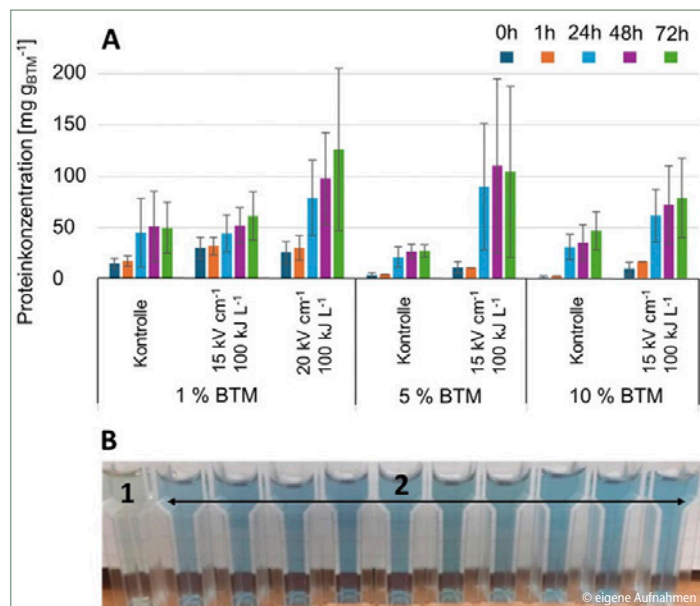 A
0h 1h 24h 48h 72h
Proteinkonzentration [mg g_BTM⁻¹]
200
150
100
50
0
Kontrolle
15 kV cm⁻¹
100 kJ L⁻¹
20 kV cm⁻¹
100 kJ L⁻¹
Kontrolle
15 kV cm⁻¹
100 kJ L⁻¹
Kontrolle
15 kV cm⁻¹
100 kJ L⁻¹
1 % BTM
5 % BTM
10 % BTM
B
1
2
© eigene Aufnahmen